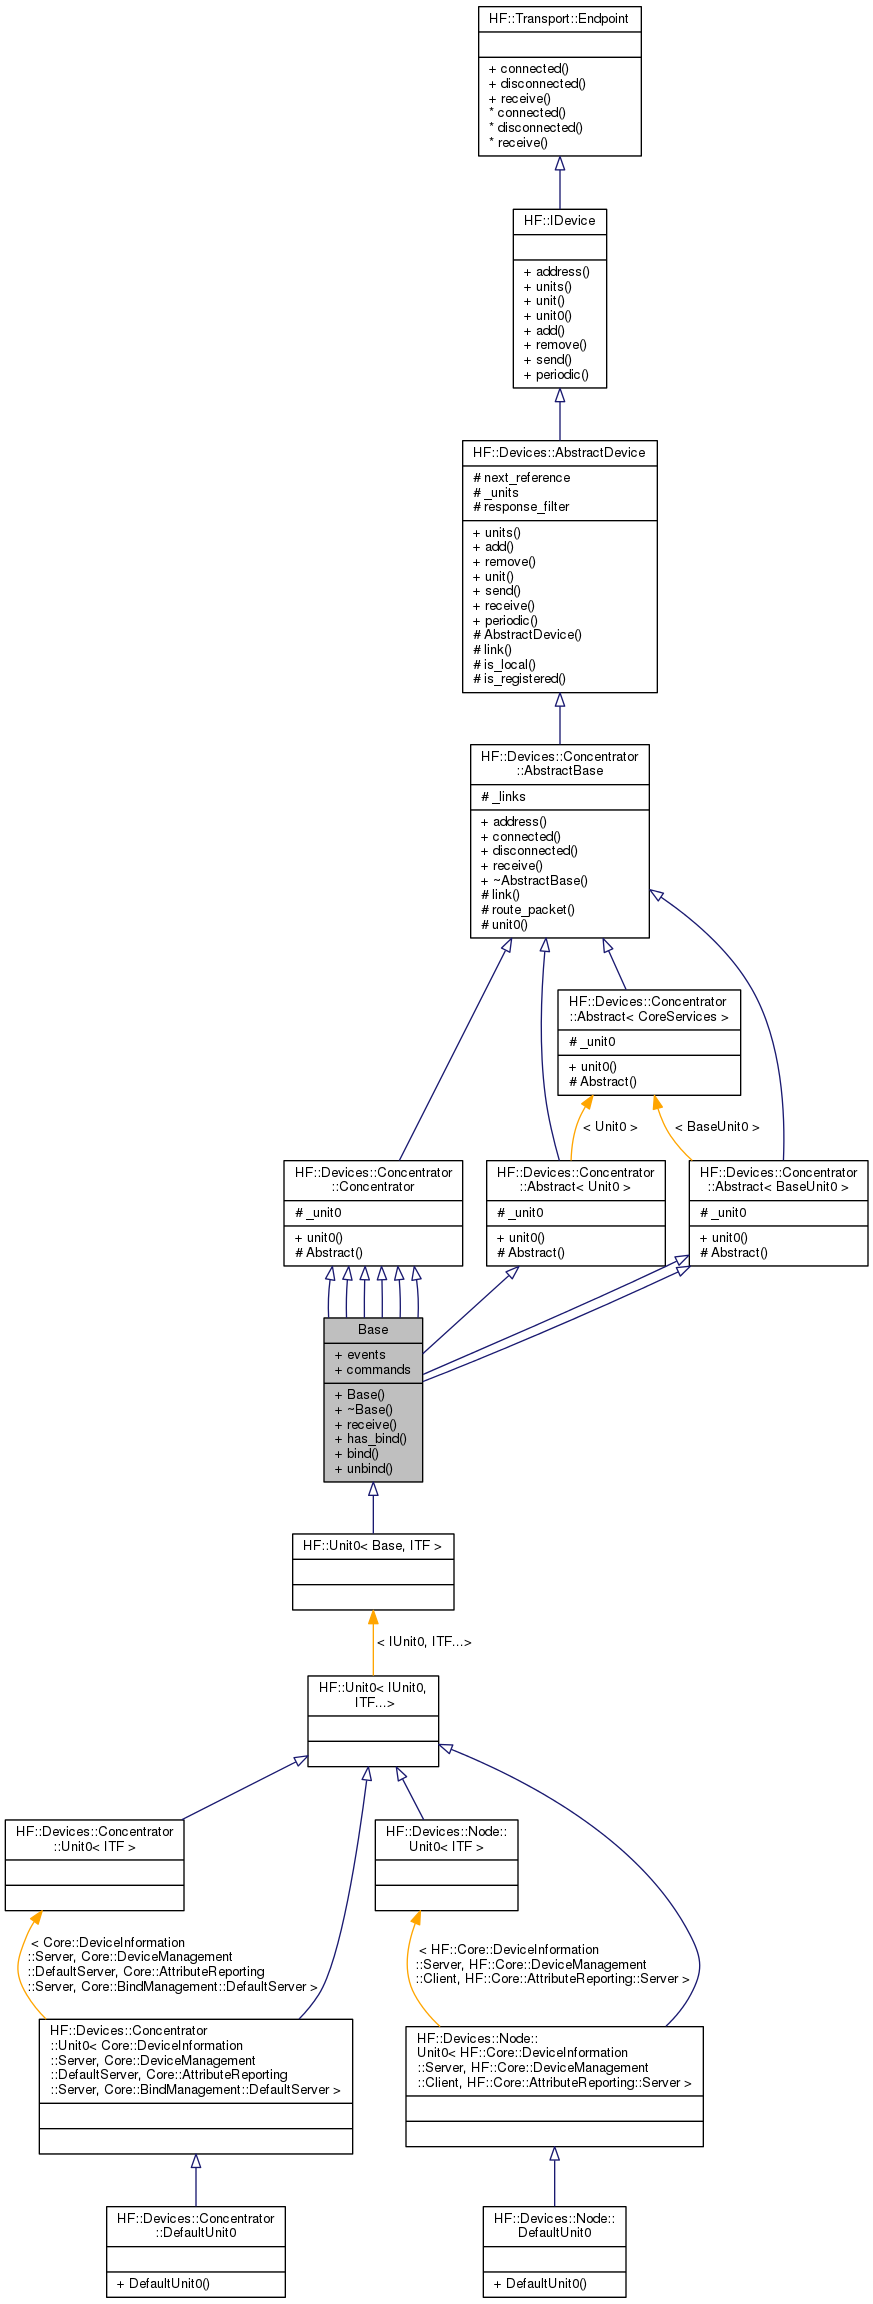 HF::Transport::Endpoint
+ connected()
+ disconnected()
+ receive()
* connected()
* disconnected()
* receive()
HF::IDevice
+ address()
+ units()
+ unit()
+ unit0()
+ add()
+ remove()
+ send()
+ periodic()
HF::Devices::AbstractDevice
# next_reference
# _units
# response_filter
+ units()
+ add()
+ remove()
+ unit()
+ send()
+ receive()
+ periodic()
# AbstractDevice()
# link()
# is_local()
# is_registered()
HF::Devices::Concentrator
::AbstractBase
# _links
+ address()
+ connected()
+ disconnected()
+ receive()
+ ~AbstractBase()
# link()
# route_packet()
# unit0()
HF::Devices::Concentrator
::Abstract< CoreServices >
# _unit0
+ unit0()
# Abstract()
< Unit0 >
< BaseUnit0 >
HF::Devices::Concentrator
::Concentrator
# _unit0
+ unit0()
# Abstract()
HF::Devices::Concentrator
::Abstract< Unit0 >
# _unit0
+ unit0()
# Abstract()
HF::Devices::Concentrator
::Abstract< BaseUnit0 >
# _unit0
+ unit0()
# Abstract()
Base
+ events
+ commands
+ Base()
+ ~Base()
+ receive()
+ has_bind()
+ bind()
+ unbind()
HF::Unit0< Base, ITF >
< IUnit0, ITF...>
HF::Unit0< IUnit0,
ITF...>
HF::Devices::Concentrator
::Unit0< ITF >
HF::Devices::Node::
Unit0< ITF >
< Core::DeviceInformation
::Server, Core::DeviceManagement
::DefaultServer, Core::AttributeReporting
::Server, Core::BindManagement::DefaultServer >
< HF::Core::DeviceInformation
::Server, HF::Core::DeviceManagement
::Client, HF::Core::AttributeReporting::Server >
HF::Devices::Concentrator
::Unit0< Core::DeviceInformation
::Server, Core::DeviceManagement
::DefaultServer, Core::AttributeReporting
::Server, Core::BindManagement::DefaultServer >
HF::Devices::Node::
Unit0< HF::Core::DeviceInformation
::Server, HF::Core::DeviceManagement
::Client, HF::Core::AttributeReporting::Server >
HF::Devices::Concentrator
::DefaultUnit0
+ DefaultUnit0()
HF::Devices::Node::
DefaultUnit0
+ DefaultUnit0()